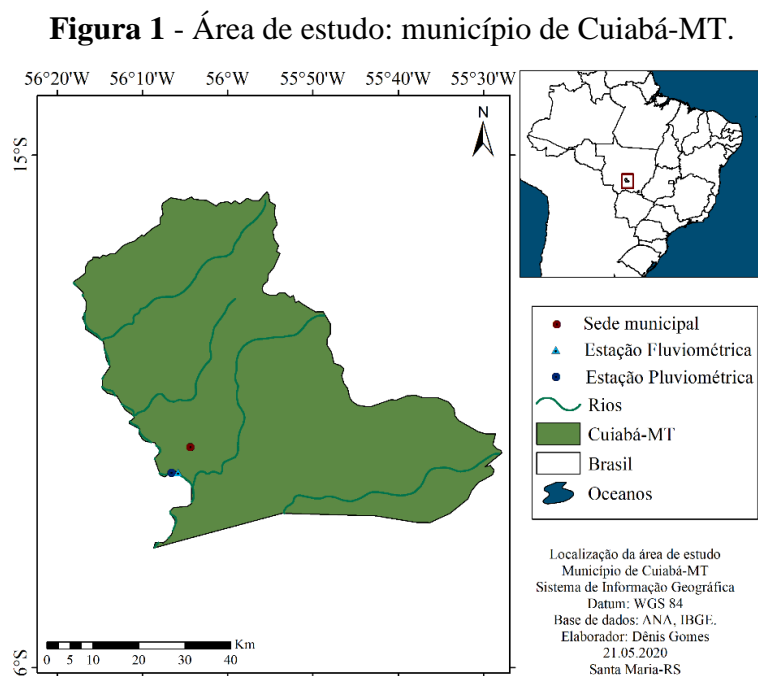 Figura 1 - Área de estudo: município de Cuiabá-MT.
56°20'W 56°10'W 56°W 55°50'W 55°40'W 55°30'W
N
15°S
Sede municipal
Estação Fluviométrica
Estação Pluviométrica
Rios
Cuiabá-MT
Brasil
Oceanos
Localização da área de estudo
Município de Cuiabá-MT
Sistema de Informação Geográfica
Datum: WGS 84
Base de dados: ANA, IBGE.
Elaborador: Dênis Gomes
21.05.2020
Santa Maria-RS
Km
0 5 10 20 30 40
6°S